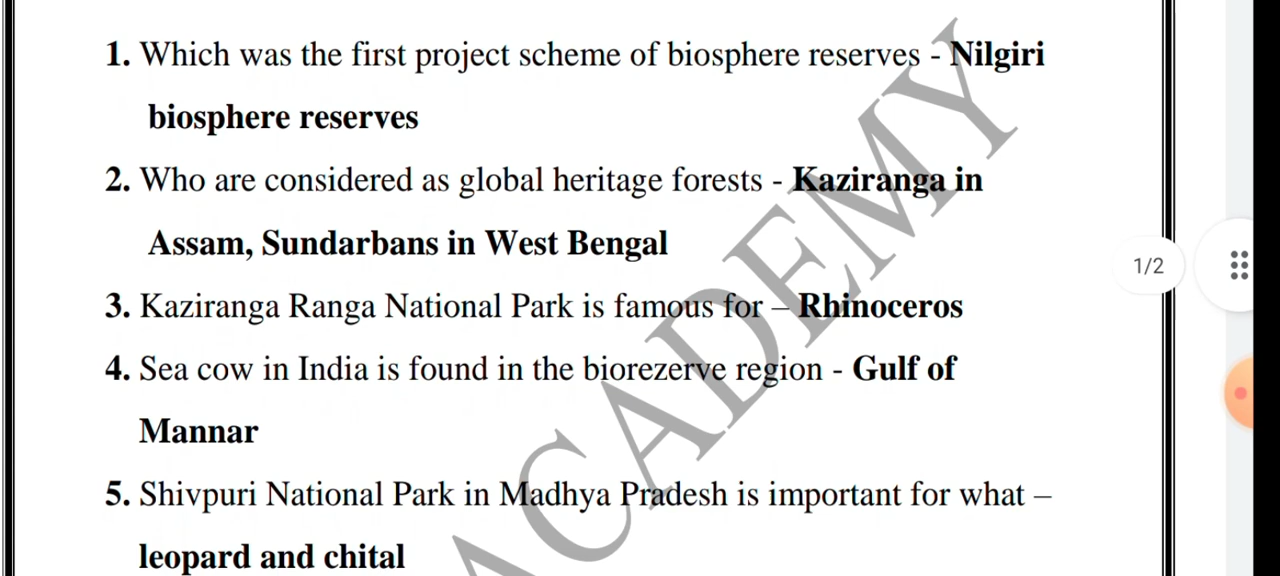 1. Which was the first project scheme of biosphere reserves - Nilgiri
biosphere reserves
2. Who are considered as global heritage forests - Kaziranga in
Assam, Sundarbans in West Bengal
3. Kaziranga Ranga National Park is famous for – Rhinoceros
4. Sea cow in India is found in the biorezerve region - Gulf of
Mannar
5. Shivpuri National Park in Madhya Pradesh is important for what –
leopard and chital
ACADEMY
1/2